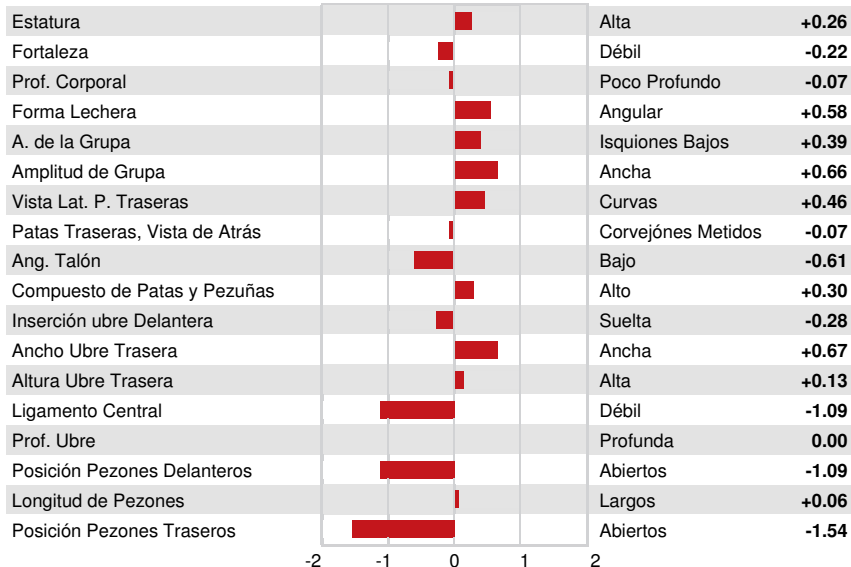 Estatura Alta +0.26
Fortaleza Débil -0.22
Prof. Corporal Poco Profundo -0.07
Forma Lechera Angular +0.58
A. de la Grupa Isquiones Bajos +0.39
Amplitud de Grupa Ancha +0.66
Vista Lat. P. Traseras Curvas +0.46
Patas Traseras, Vista de Atrás Corvejónes Metidos -0.07
Ang. Talón Bajo -0.61
Compuesto de Patas y Pezuñas Alto +0.30
Inserción ubre Delantera Suelta -0.28
Ancho Ubre Trasera Ancha +0.67
Altura Ubre Trasera Alta +0.13
Ligamento Central Débil -1.09
Prof. Ubre Profunda 0.00
Posición Pezones Delanteros Abiertos -1.09
Longitud de Pezones Largos +0.06
Posición Pezones Traseros Abiertos -1.54
-2 -1 0 1 2